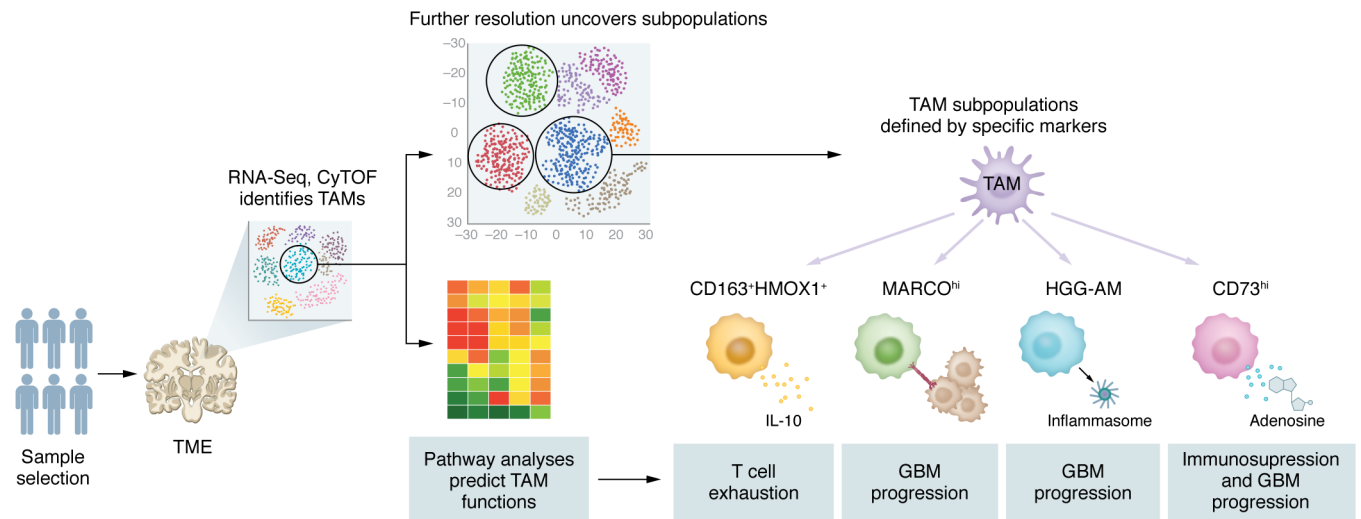 Further resolution uncovers subpopulations
–30
–20
–10
0
10
20
30
–30
–20
–10
0
10
20
30
RNA-Seq, CyTOF
identifies TAMs
TAM subpopulations
defined by specific markers
TAM
Sample
selection
TME
CD163⁺HMOX1⁺
MARCOʰⁱ
HGG-AM
CD73ʰⁱ
IL-10
Inflammasome
Adenosine
Pathway analyses
predict TAM
functions
T cell
exhaustion
GBM
progression
GBM
progression
Immunosupression
and GBM
progression